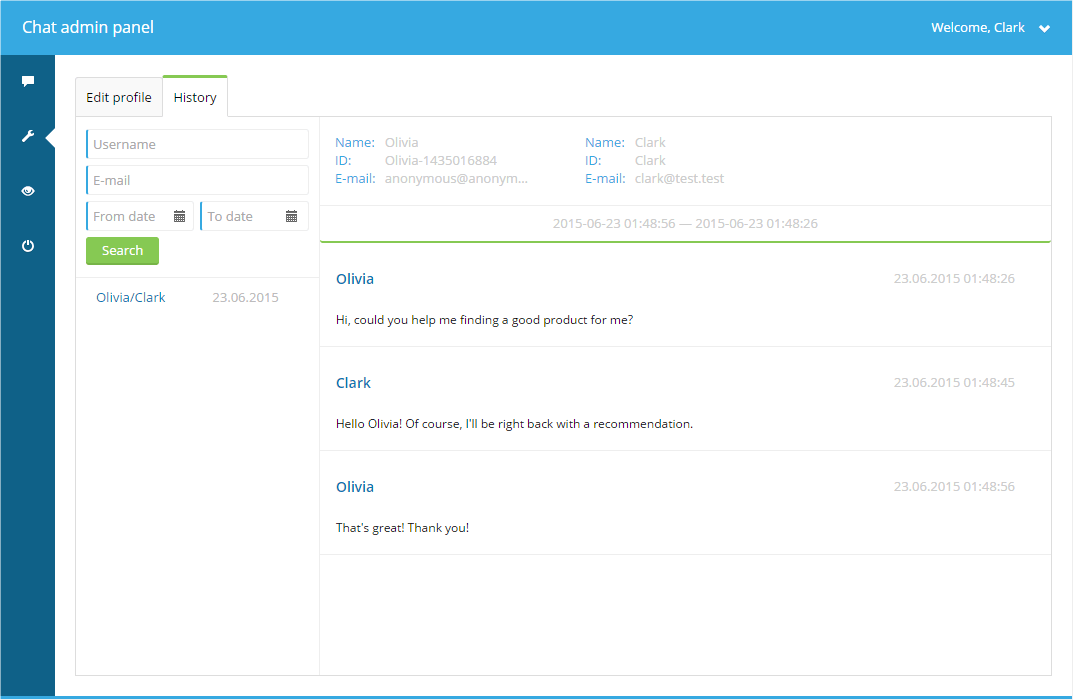 Chat admin panel
Welcome, Clark
Edit profile
History
Username
E-mail
From date
To date
Search
Olivia/Clark 23.06.2015
Name: Olivia
ID: Olivia-1435016884
E-mail: anonymous@anonym...
Name: Clark
ID: Clark
E-mail: clark@test.test
2015-06-23 01:48:56 — 2015-06-23 01:48:26
Olivia 23.06.2015 01:48:26
Hi, could you help me finding a good product for me?
Clark 23.06.2015 01:48:45
Hello Olivia! Of course, I'll be right back with a recommendation.
Olivia 23.06.2015 01:48:56
That's great! Thank you!